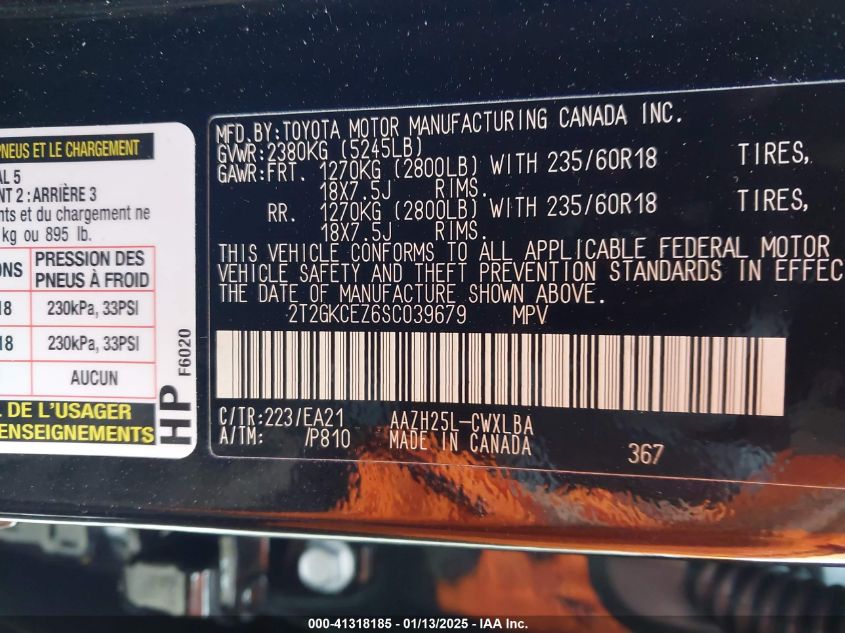 PNEUS ET LE CHARGEMENT
AL 5
NT 2 : ARRIÈRE 3
ents et du chargement ne
kg ou 895 lb.
ONS PRESSION DES PNEUS À FROID
18 230kPa, 33PSI
18 230kPa, 33PSI
AUCUN
L DE L'USAGER
RENSEIGNEMENTS
HP
F6020
MFD.BY:TOYOTA MOTOR MANUFACTURING CANADA INC.
GVWR:2380KG (5245LB)
GAWR:FRT. 1270KG (2800LB) WITH 235/60R18 TIRES,
18X7.5J RIMS.
RR. 1270KG (2800LB) WITH 235/60R18 TIRES,
18X7.5J RIMS.
THIS VEHICLE CONFORMS TO ALL APPLICABLE FEDERAL MOTOR
VEHICLE SAFETY AND THEFT PREVENTION STANDARDS IN EFFEC
THE DATE OF MANUFACTURE SHOWN ABOVE.
2T2GKCEZ6SC039679 MPV
C/TR:223/EA21 AAZH25L-CWXLBA
A/TM: /P810 MADE IN CANADA 367
000-41318185 - 01/13/2025 - IAA Inc.